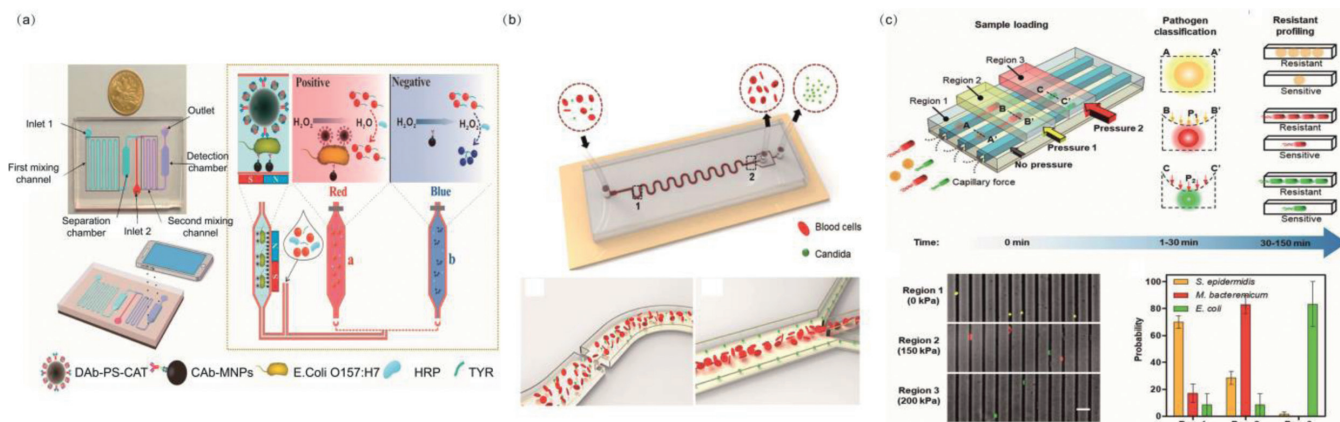 (a)
Outlet
Inlet 1
First mixing
channel
Detection
chamber
Separation
chamber
Inlet 2
Second mixing
channel
Positive
Negative
H₂O₂
H₂O
H₂O₂
H₂O₂
S
N
Red
Blue
a
b
DAb-PS-CAT
CAb-MNPs
E.Coli O157:H7
HRP
TYR
(b)
1
2
Blood cells
Candida
(c)
Sample loading
Pathogen
classification
Resistant
profiling
Region 3
Region 2
Region 1
A
A'
B
B'
C
C'
Pressure 2
Pressure 1
No pressure
Capillary force
A
A'
B
P₁
B'
C
P₂
C'
Resistant
Sensitive
Resistant
Sensitive
Resistant
Sensitive
Time:
0 min
1-30 min
30-150 min
Region 1
(0 kPa)
Region 2
(150 kPa)
Region 3
(200 kPa)
S. epidermidis
M. bacteremicum
E. coli
Probability
100
80
60
40
20
0